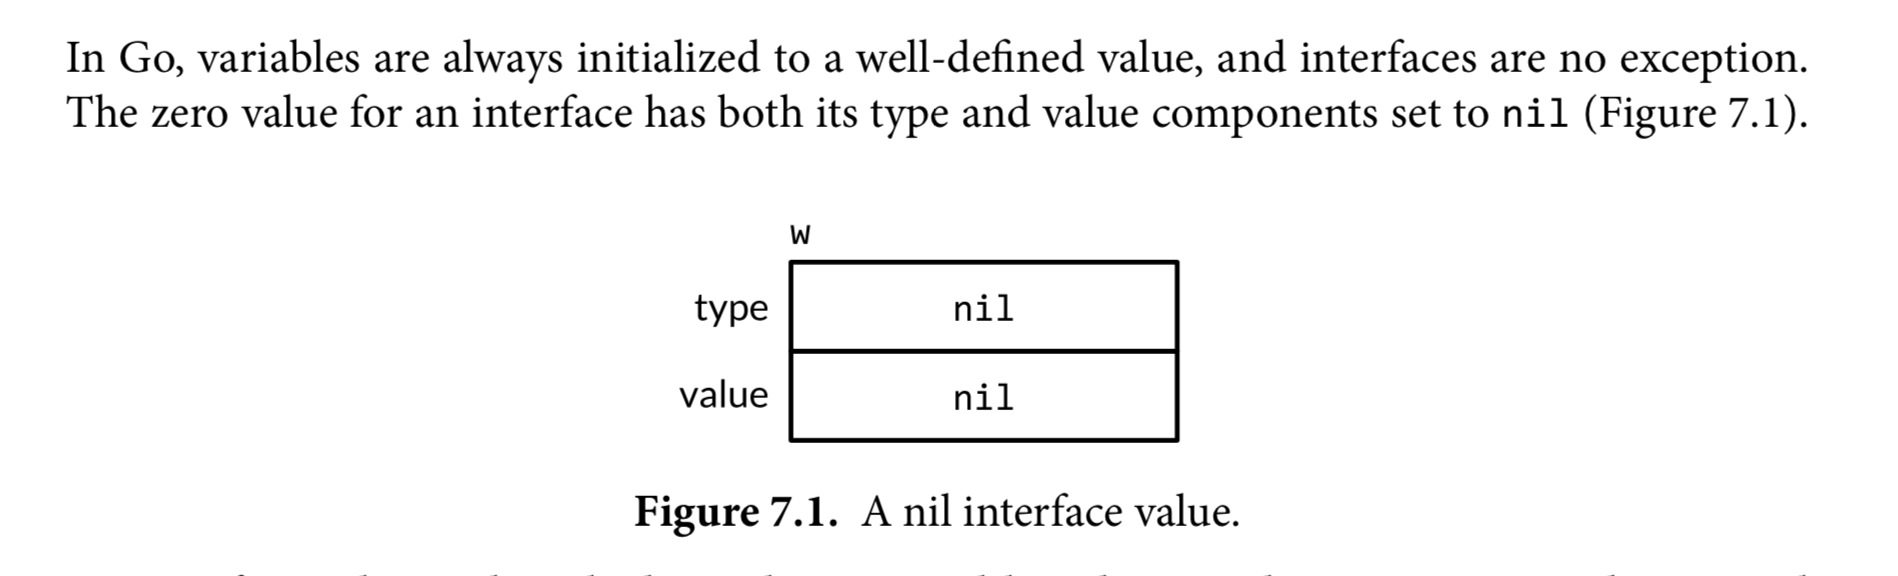 In Go, variables are always initialized to a well-defined value, and interfaces are no exception.
The zero value for an interface has both its type and value components set to nil (Figure 7.1).
w
type nil
value nil
Figure 7.1. A nil interface value.